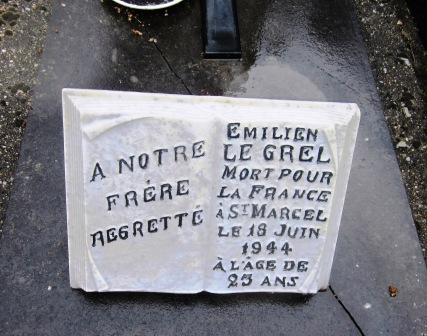 A NOTRE
FRÈRE
REGRETTÉ
EMILIEN
LE GREL
MORT POUR
LA FRANCE
À ST MARCEL
LE 18 JUIN
1944
À L'ÂGE DE
23 ANS